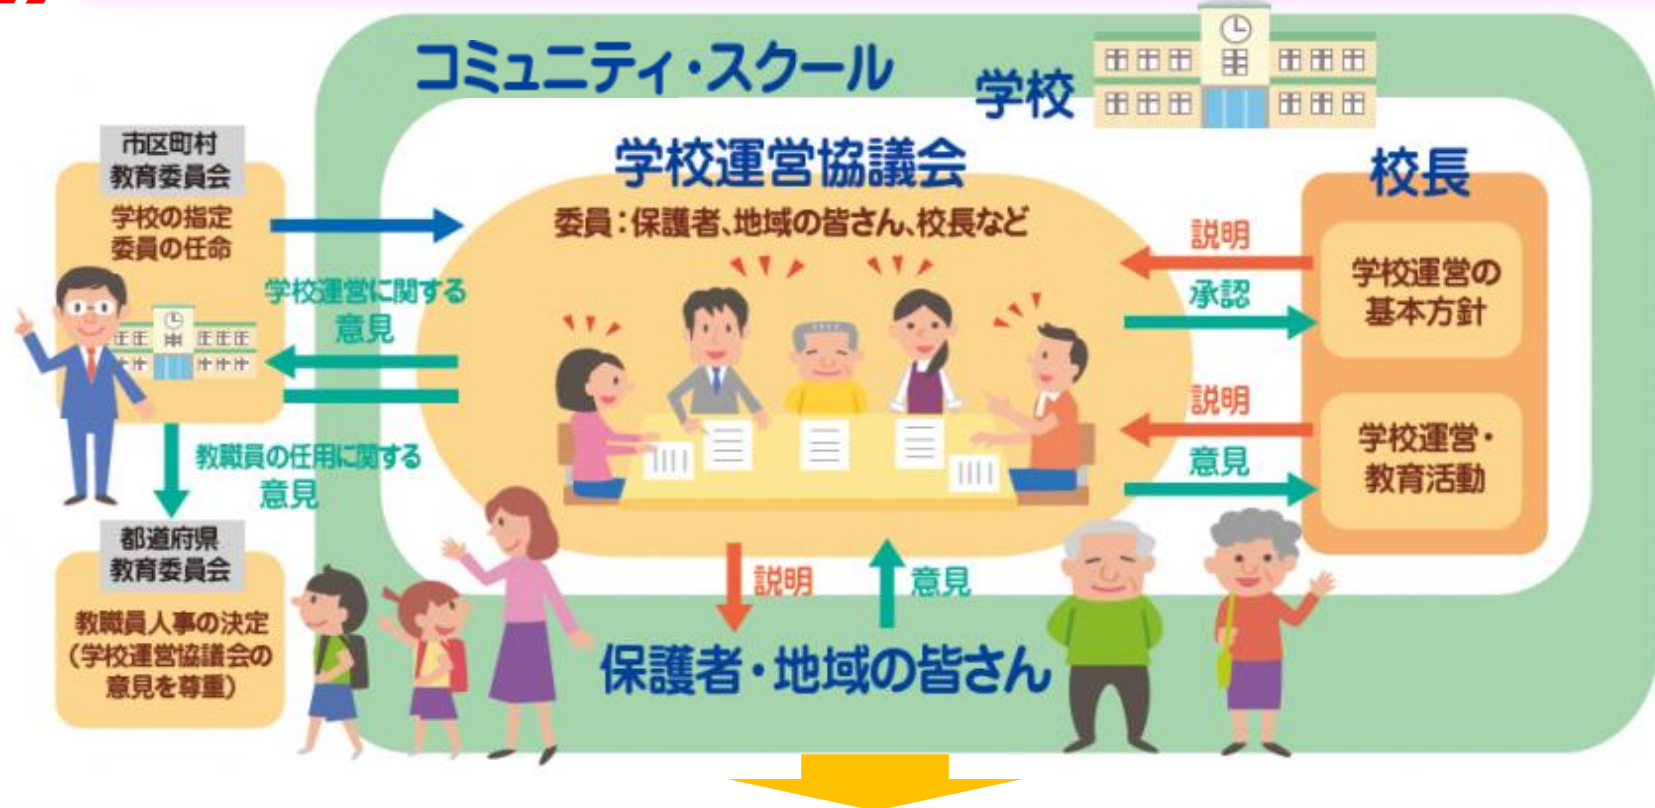 コミュニティ・スクール
学校
市区町村
教育委員会
学校の指定
委員の任命
学校運営協議会
委員:保護者、地域の皆さん、校長など
校長
説明
承認
学校運営の
基本方針
説明
意見
学校運営・
教育活動
学校運営に関する
意見
教職員の任用に関する
意見
都道府県
教育委員会
教職員人事の決定
(学校運営協議会の
意見を尊重)
説明
意見
保護者・地域の皆さん